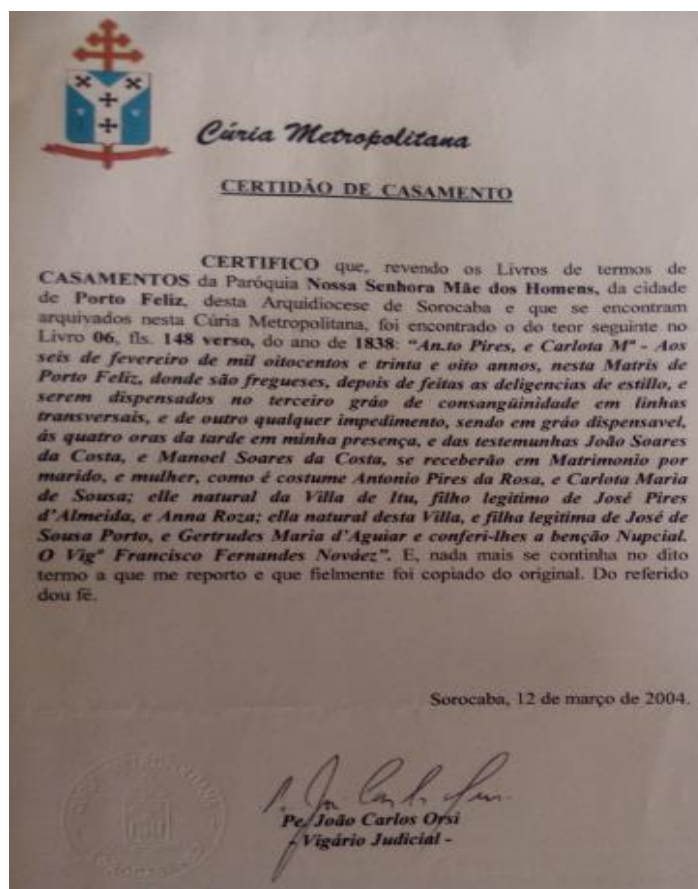 Cúria Metropolitana
CERTIDÃO DE CASAMENTO
CERTIFICO que, revendo os Livros de termos de
CASAMENTOS da Paróquia Nossa Senhora Mãe dos Homens, da cidade
de Porto Feliz, desta Arquidiocese de Sorocaba e que se encontram
arquivados nesta Cúria Metropolitana, foi encontrado o do teor seguinte no
Livro 06, fls. 148 verso, do ano de 1838: “An.to Pires, e Carlota Mª - Aos
seis de fevereiro de mil oitocentos e trinta e oito annos, nesta Matris de
Porto Feliz, donde são fregueses, depois de feitas as deligencias de estillo, e
serem dispensados no terceiro gráo de consangüinidade em linhas
transversais, e de outro qualquer impedimento, sendo em gráo dispensavel,
ás quatro oras da tarde em minha presença, e das testemunhas João Soares
da Costa, e Manoel Soares da Costa, se receberão em Matrimonio por
marido, e mulher, como é costume Antonio Pires da Rosa, e Carlota Maria
de Sousa; elle natural da Villa de Itu, filho legitimo de José Pires
d’Almeida, e Anna Roza; ella natural desta Villa, e filha legitima de José de
Sousa Porto, e Gertrudes Maria d’Aguiar e conferi-lhes a benção Nupcial.
O Vigº Francisco Fernandes Nováez”. E, nada mais se continha no dito
termo a que me reporto e que fielmente foi copiado do original. Do referido
dou fé.
Sorocaba, 12 de março de 2004.
Pe. João Carlos Orsi
- Vigário Judicial -